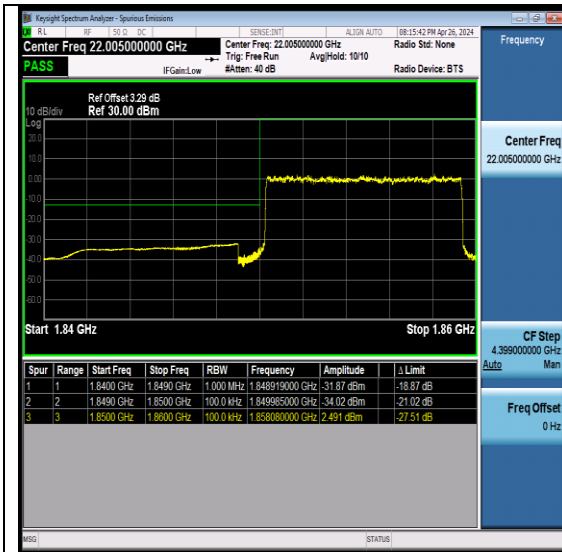 Keysight Spectrum Analyzer - Spurious Emissions
RL RF 50 Ω DC SENSE:INT ALIGN AUTO 08:15:42 PM Apr 26, 2024
Center Freq 22.005000000 GHz Center Freq: 22.005000000 GHz Radio Std: None
Trig: Free Run Avg|Hold: 10/10
PASS IFGain:Low #Atten: 40 dB Radio Device: BTS
Ref Offset 3.29 dB
10 dB/div Ref 30.00 dBm
Log
20.0
10.0
0.00
-10.0
-20.0
-30.0
-40.0
-50.0
-60.0
Start 1.84 GHz Stop 1.86 GHz
Spur Range Start Freq Stop Freq RBW Frequency Amplitude Δ Limit
1 1 1.8400 GHz 1.8490 GHz 1.000 MHz 1.848919000 GHz -31.87 dBm -18.87 dB
2 2 1.8490 GHz 1.8500 GHz 100.0 kHz 1.849985000 GHz -34.02 dBm -21.02 dB
3 3 1.8500 GHz 1.8600 GHz 100.0 kHz 1.858080000 GHz 2.491 dBm -27.51 dB
MSG STATUS
Frequency
Center Freq
22.005000000 GHz
CF Step
4.399000000 GHz
Auto Man
Freq Offset
0 Hz